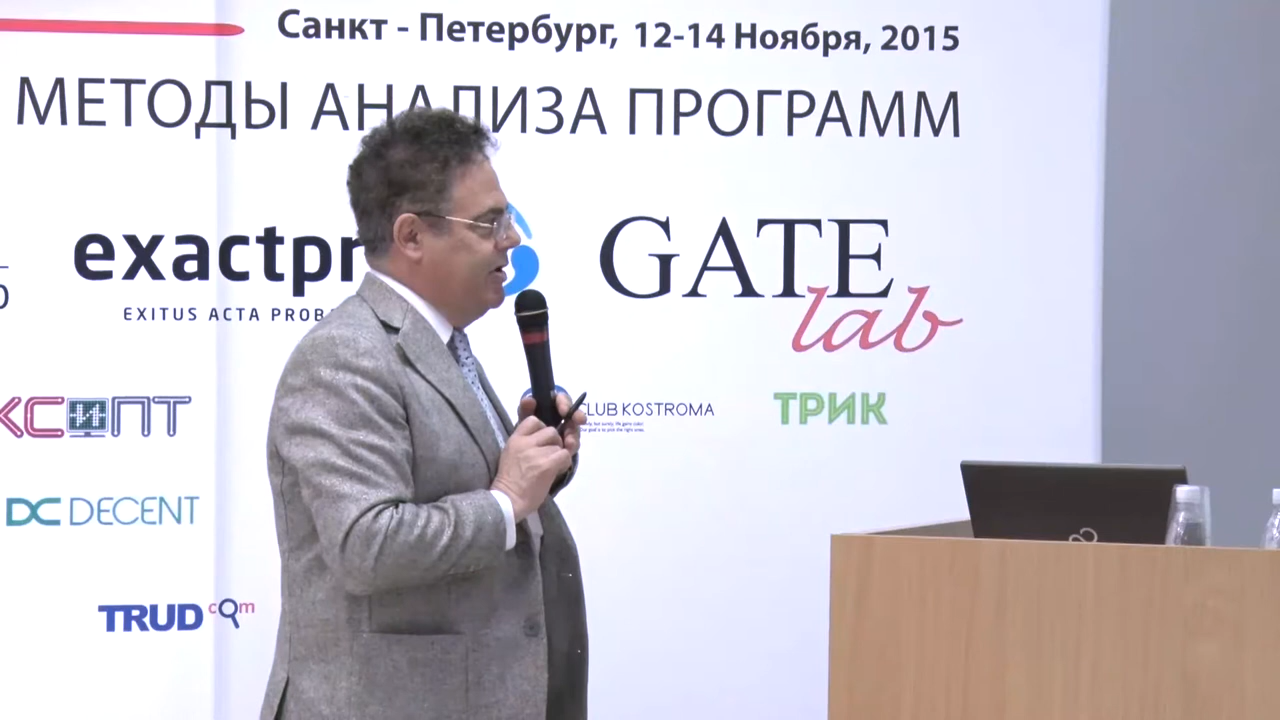 Санкт - Петербург, 12-14 Ноября, 2015
МЕТОДЫ АНАЛИЗА ПРОГРАММ
exactpr
EXITUS ACTA PROB
GATE
lab
КСИПТ
CLUB KOSTROMA
ТРИК
DC DECENT
TRUD com